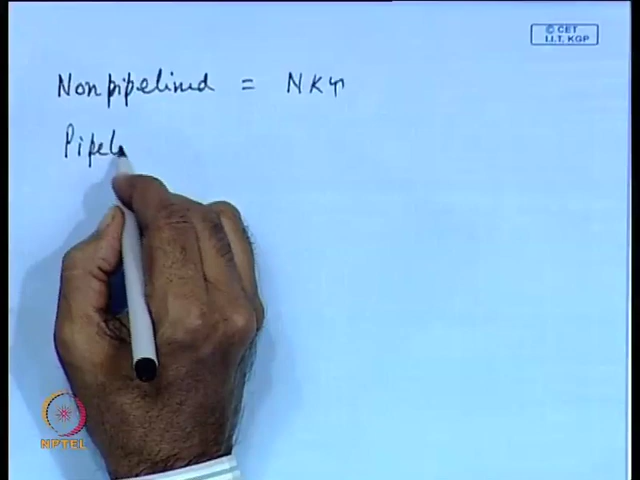 © CET
I.I.T. KGP
Nonpipelined = NKτ
Pipel
NPTEL